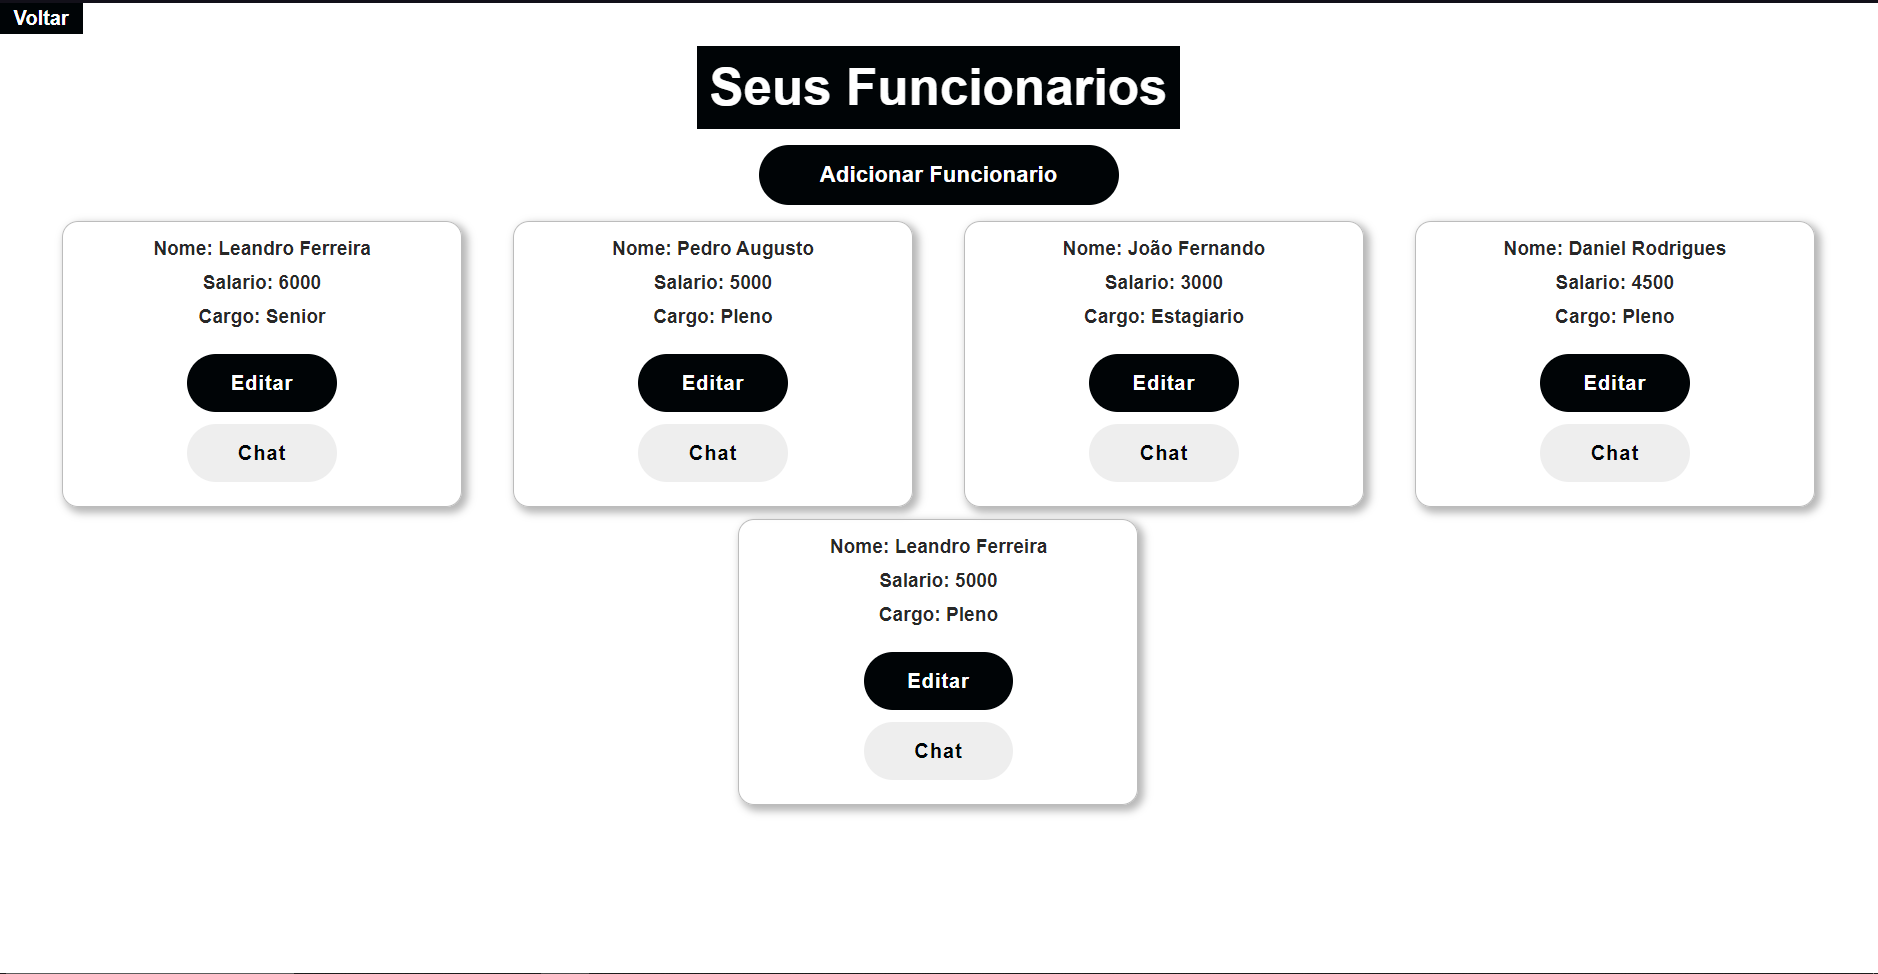 Voltar
Seus Funcionarios
Adicionar Funcionario
Nome: Leandro Ferreira
Salario: 6000
Cargo: Senior
Editar
Chat
Nome: Pedro Augusto
Salario: 5000
Cargo: Pleno
Editar
Chat
Nome: João Fernando
Salario: 3000
Cargo: Estagiario
Editar
Chat
Nome: Daniel Rodrigues
Salario: 4500
Cargo: Pleno
Editar
Chat
Nome: Leandro Ferreira
Salario: 5000
Cargo: Pleno
Editar
Chat